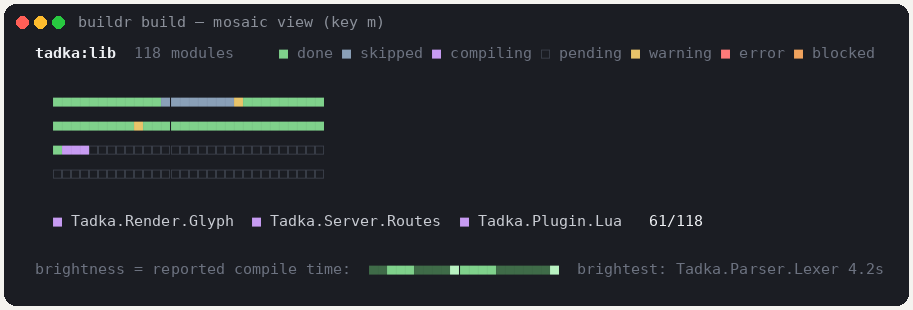 buildr build — mosaic view (key m)
tadka:lib 118 modules ■ done ■ skipped ■ compiling □ pending ■ warning ■ error ■ blocked
■ Tadka.Render.Glyph ■ Tadka.Server.Routes ■ Tadka.Plugin.Lua 61/118
brightness = reported compile time: brightest: Tadka.Parser.Lexer 4.2s